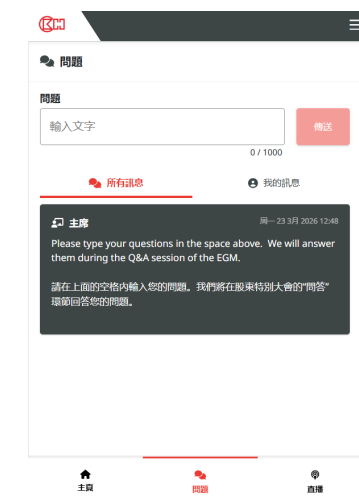 CKH
問題
問題
輸入文字
傳送
0 / 1000
所有訊息
我的訊息
主席
周一 23 3月 2026 12:48
Please type your questions in the space above. We will answer
them during the Q&A session of the EGM.
請在上面的空格內輸入您的問題。我們將在股東特別大會的"問答"
環節回答您的問題。
主頁
問題
直播